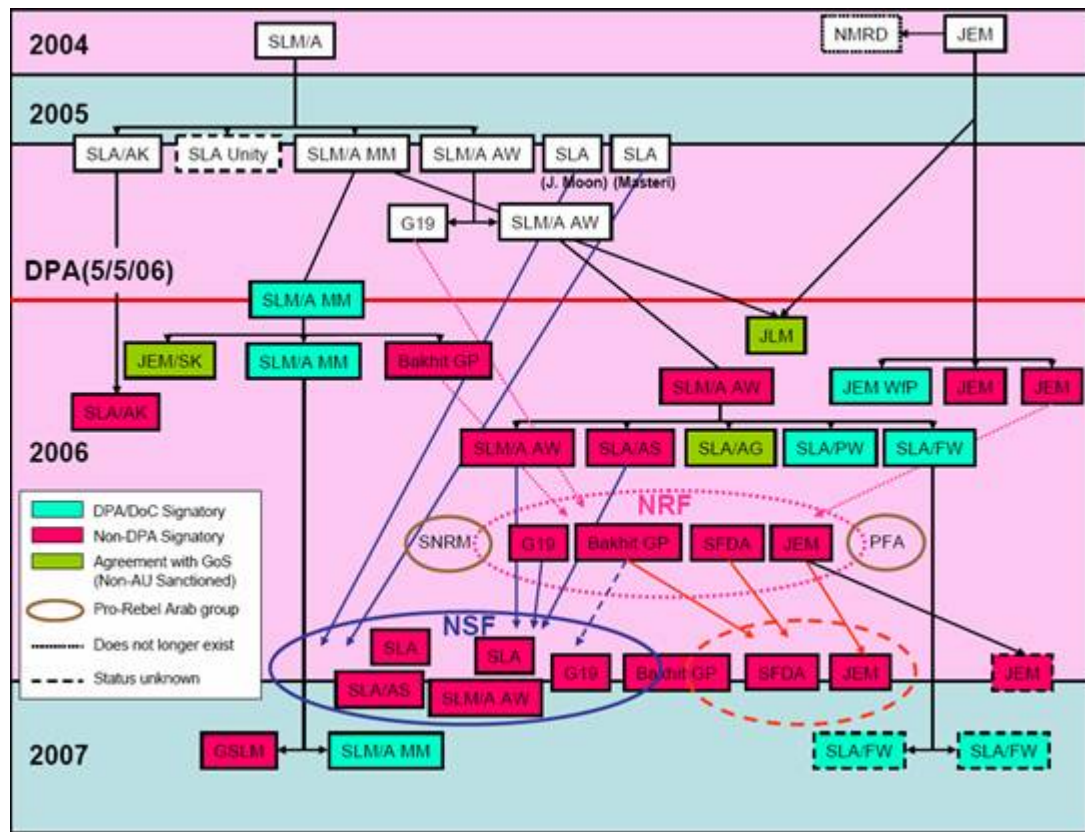 2004
SLM/A
NMRD
JEM
2005
SLA/AK
SLA Unity
SLM/A MM
SLM/A AW
SLA
(J. Moon)
SLA
(Masteri)
G19
SLM/A AW
DPA(5/5/06)
SLM/A MM
JLM
JEM/SK
SLM/A MM
Bakhit GP
SLA/AK
SLM/A AW
JEM WfP
JEM
JEM
2006
SLM/A AW
SLA/AS
SLA/AG
SLA/PW
SLA/FW
DPA/DoC Signatory
Non-DPA Signatory
Agreement with GoS
(Non-AU Sanctioned)
Pro-Rebel Arab group
Does not longer exist
Status unknown
NRF
SNRM
G19
Bakhit GP
SFDA
JEM
PFA
NSF
SLA
SLA
SLA/AS
SLM/A AW
G19
Bakhit GP
SFDA
JEM
JEM
2007
GSLM
SLM/A MM
SLA/FW
SLA/FW